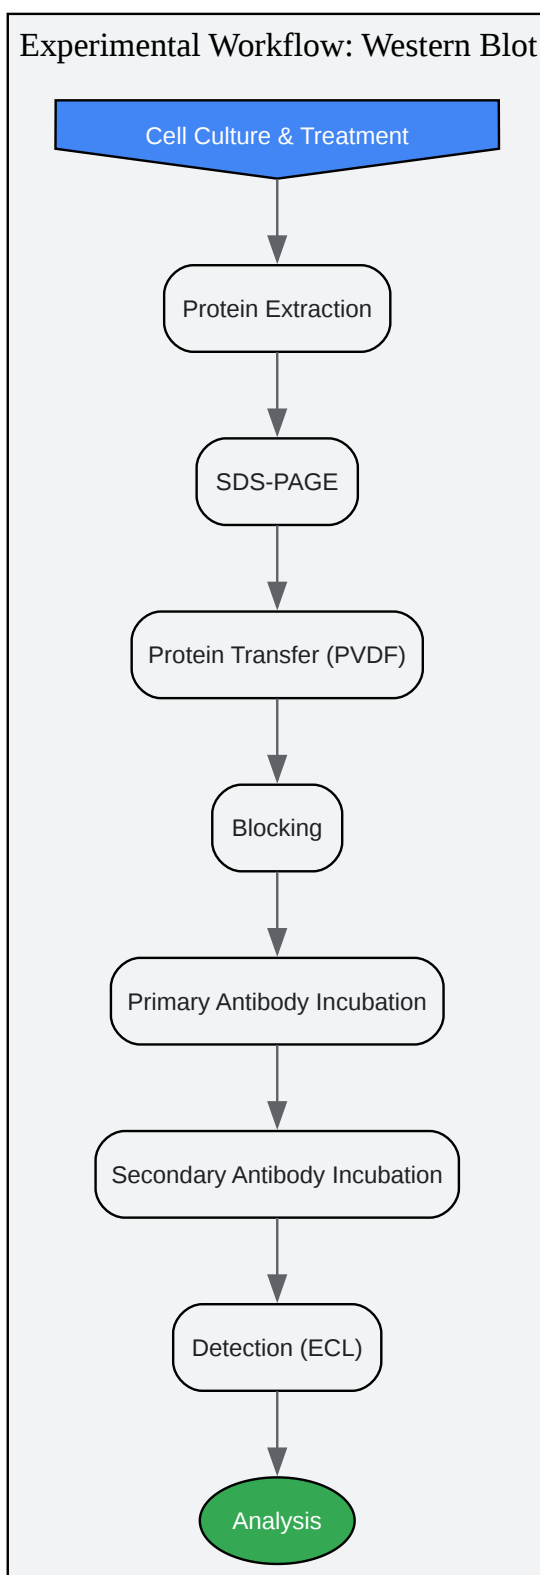 Experimental Workflow: Western Blot
Cell Culture & Treatment
Protein Extraction
SDS-PAGE
Protein Transfer (PVDF)
Blocking
Primary Antibody Incubation
Secondary Antibody Incubation
Detection (ECL)
Analysis